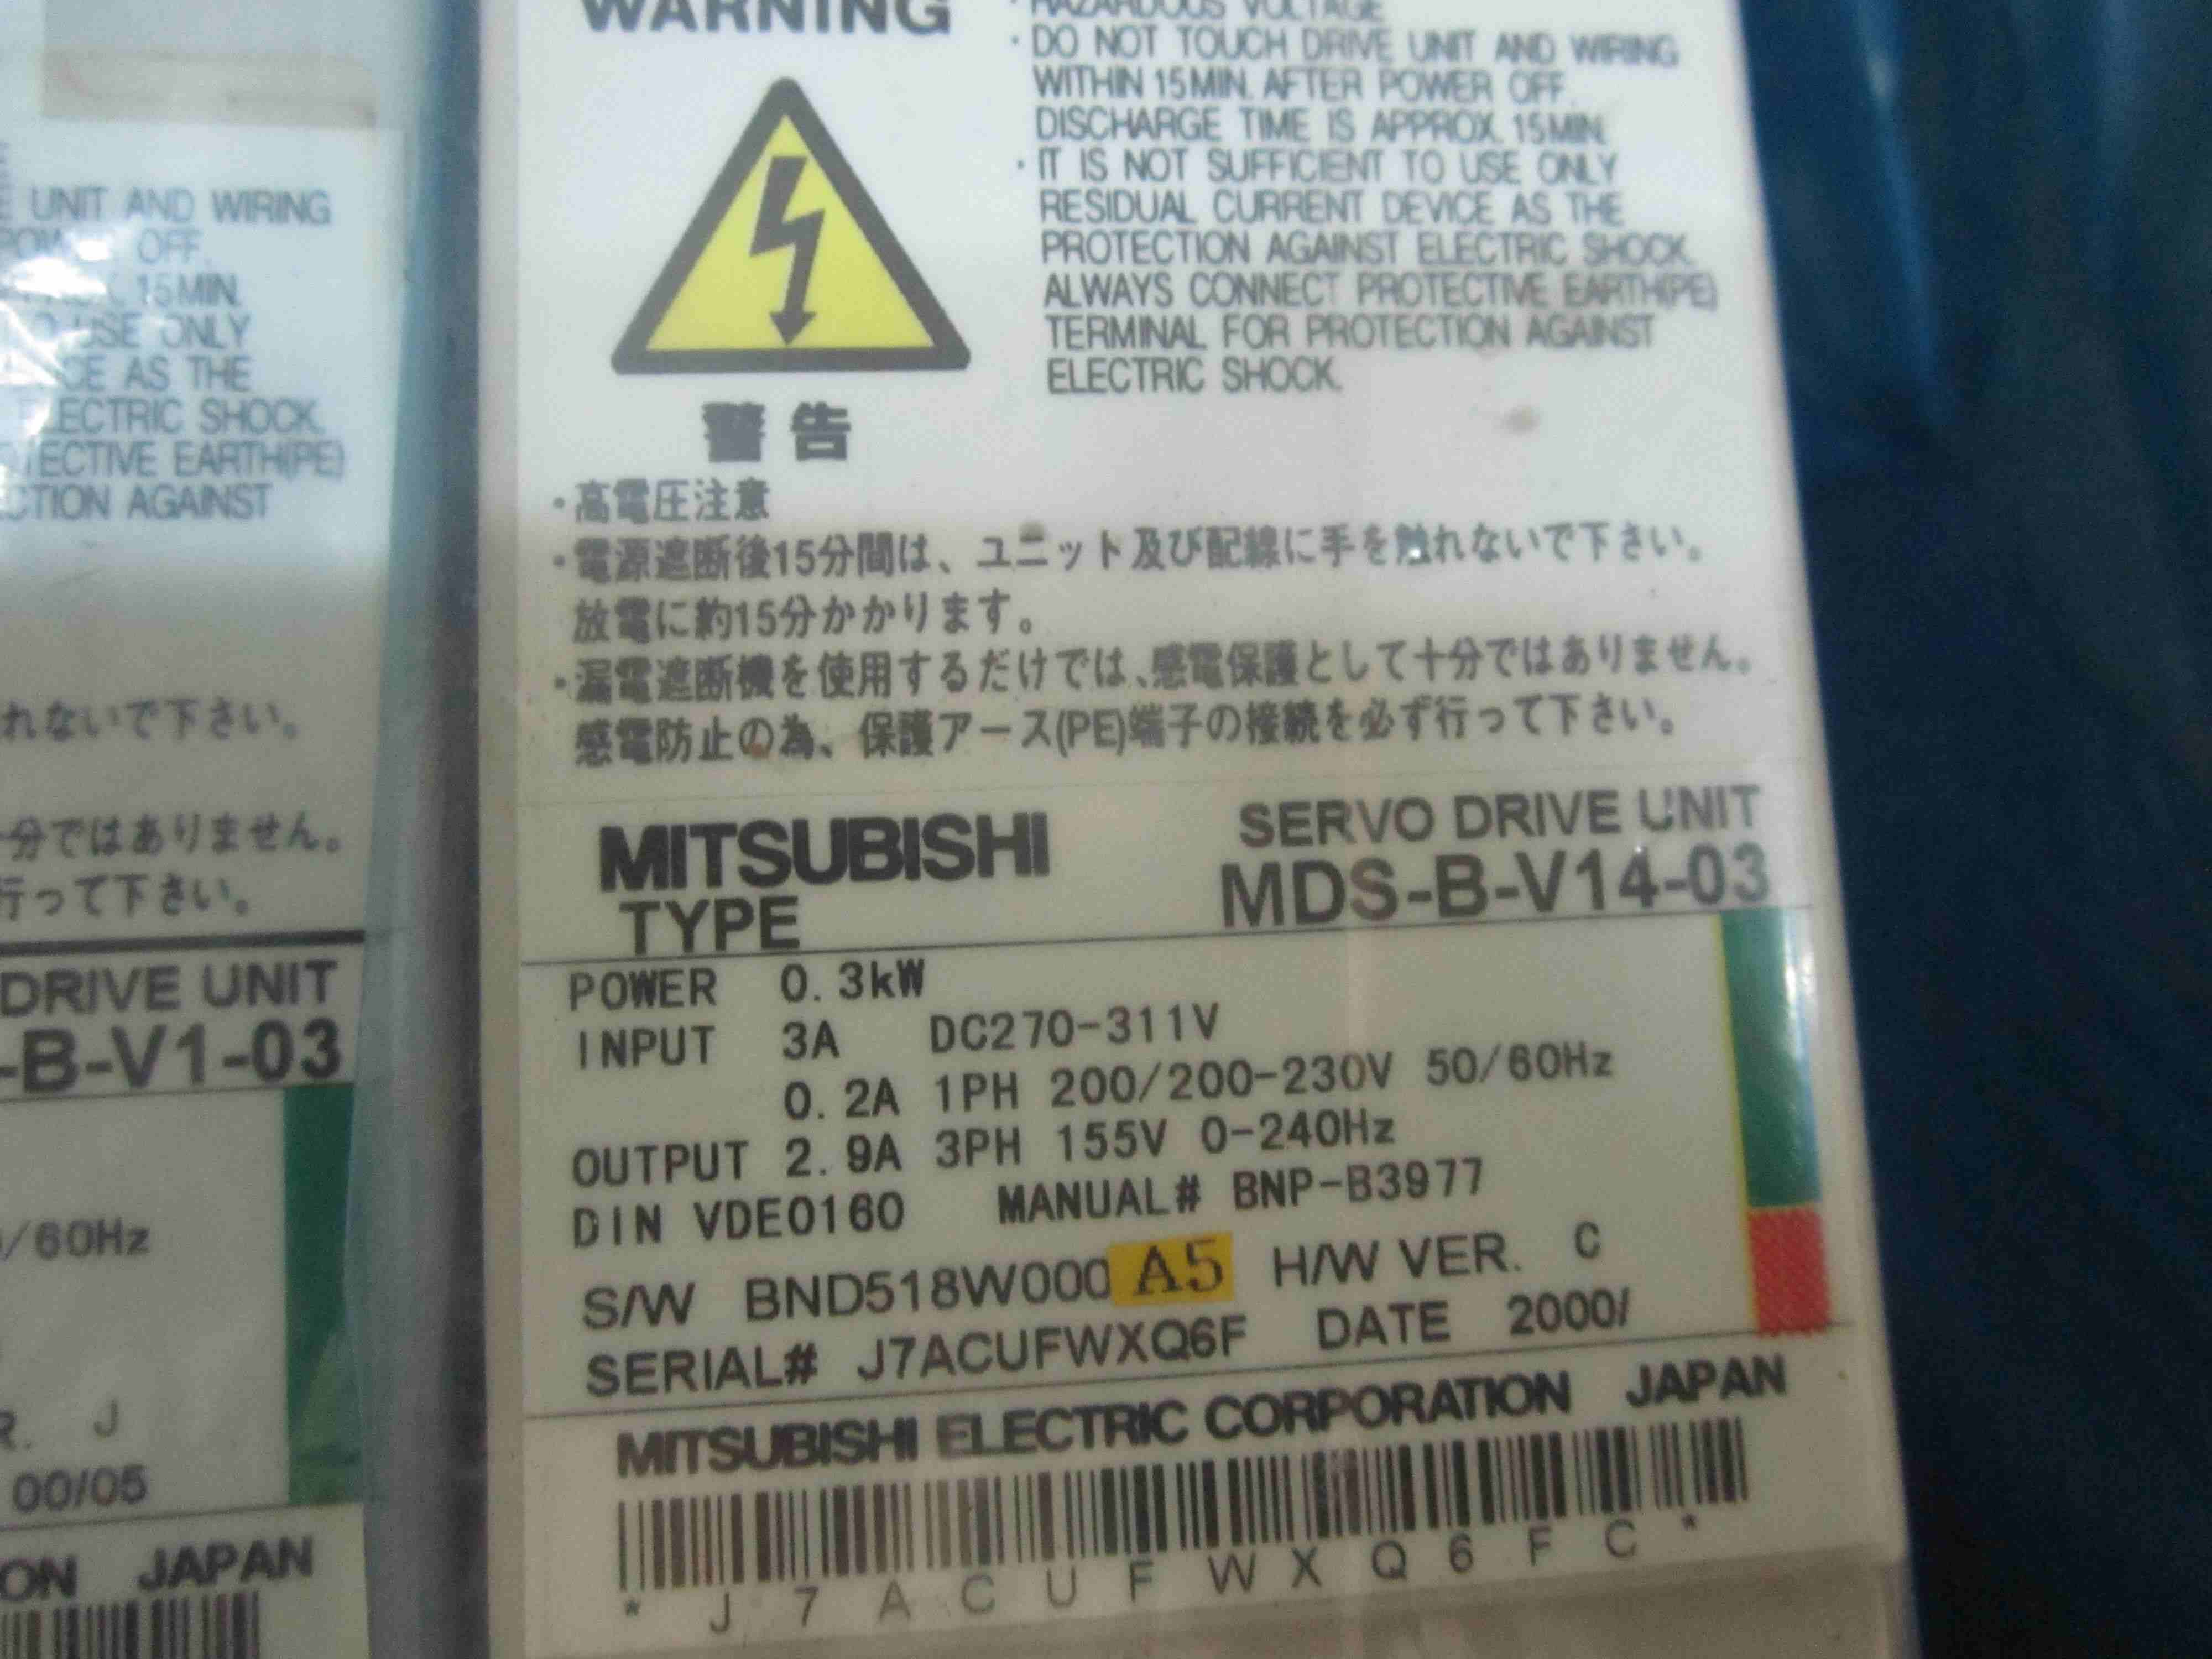 WARNING
· HAZARDOUS VOLTAGE
· DO NOT TOUCH DRIVE UNIT AND WIRING
WITHIN 15MIN. AFTER POWER OFF.
DISCHARGE TIME IS APPROX. 15MIN.
· IT IS NOT SUFFICIENT TO USE ONLY
RESIDUAL CURRENT DEVICE AS THE
PROTECTION AGAINST ELECTRIC SHOCK.
ALWAYS CONNECT PROTECTIVE EARTH(PE)
TERMINAL FOR PROTECTION AGAINST
ELECTRIC SHOCK.
警告
・高電圧注意
・電源遮断後15分間は、ユニット及び配線に手を触れないで下さい。
放電に約15分かかります。
・漏電遮断機を使用するだけでは、感電保護として十分ではありません。
感電防止の為、保護アース(PE)端子の接続を必ず行って下さい。
MITSUBISHI SERVO DRIVE UNIT
TYPE MDS-B-V14-03
POWER 0.3kW
INPUT 3A DC270-311V
0.2A 1PH 200/200-230V 50/60Hz
OUTPUT 2.9A 3PH 155V 0-240Hz
DIN VDE0160 MANUAL# BNP-B3977
S/W BND518W000 A5 H/W VER. C
SERIAL# J7ACUFWXQ6F DATE 2000/
MITSUBISHI ELECTRIC CORPORATION JAPAN
* J 7 A C U F W X Q 6 F C *
UNIT AND WIRING
OFF.
15MIN.
USE ONLY
AS THE
ELECTRIC SHOCK.
EARTH(PE)
AGAINST
れないで下さい。
十分ではありません。
行って下さい。
DRIVE UNIT
-B-V1-03
/60Hz
R. J
00/05
ON JAPAN